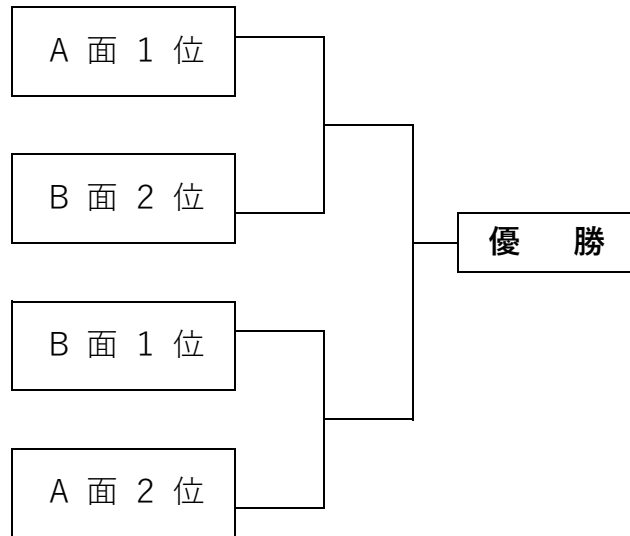 A 面 1 位
B 面 2 位
優 勝
B 面 1 位
A 面 2 位